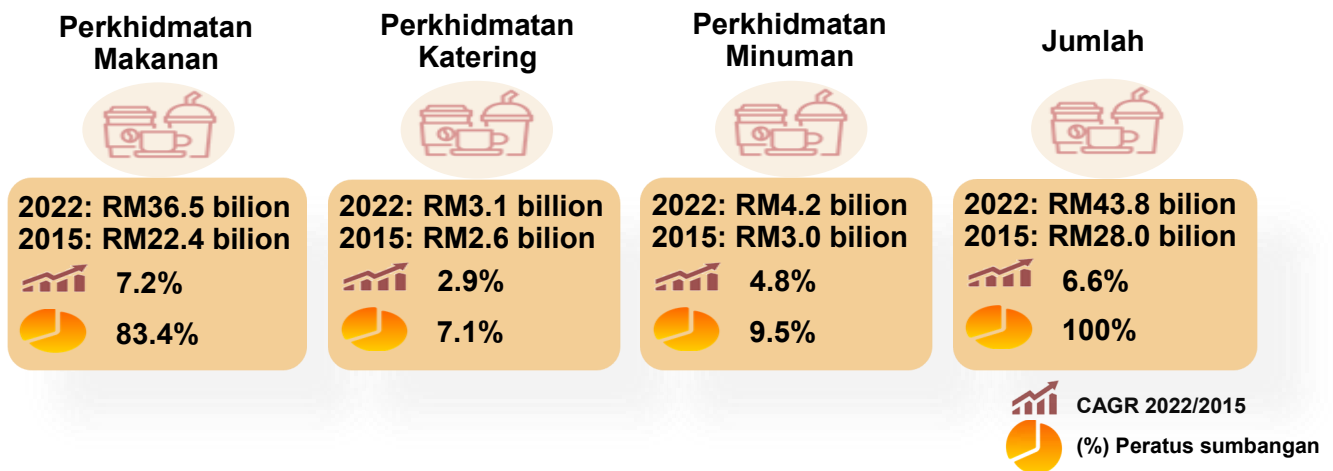 Perkhidmatan
Makanan
2022: RM36.5 bilion
2015: RM22.4 bilion
7.2%
83.4%
Perkhidmatan
Katering
2022: RM3.1 billion
2015: RM2.6 bilion
2.9%
7.1%
Perkhidmatan
Minuman
2022: RM4.2 bilion
2015: RM3.0 bilion
4.8%
9.5%
Jumlah
2022: RM43.8 bilion
2015: RM28.0 bilion
6.6%
100%
CAGR 2022/2015
(%) Peratus sumbangan